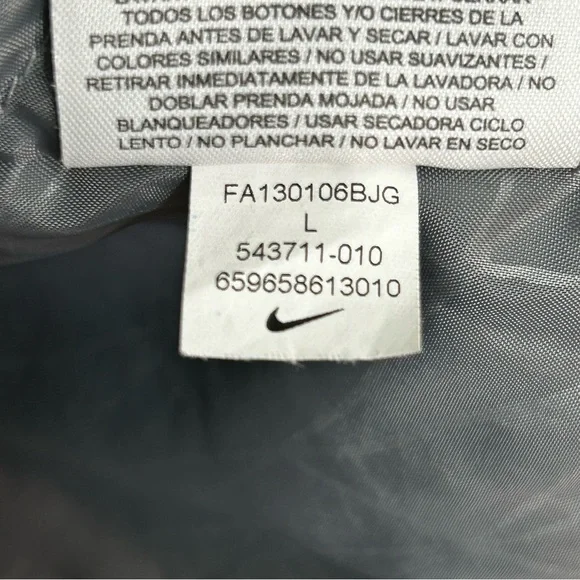 TODOS LOS BOTONES Y/O CIERRES DE LA
PRENDA ANTES DE LAVAR Y SECAR / LAVAR CON
COLORES SIMILARES / NO USAR SUAVIZANTES /
RETIRAR INMEDIATAMENTE DE LA LAVADORA / NO
DOBLAR PRENDA MOJADA / NO USAR
BLANQUEADORES / USAR SECADORA CICLO
LENTO / NO PLANCHAR / NO LAVAR EN SECO
FA130106BJG
L
543711-010
659658613010